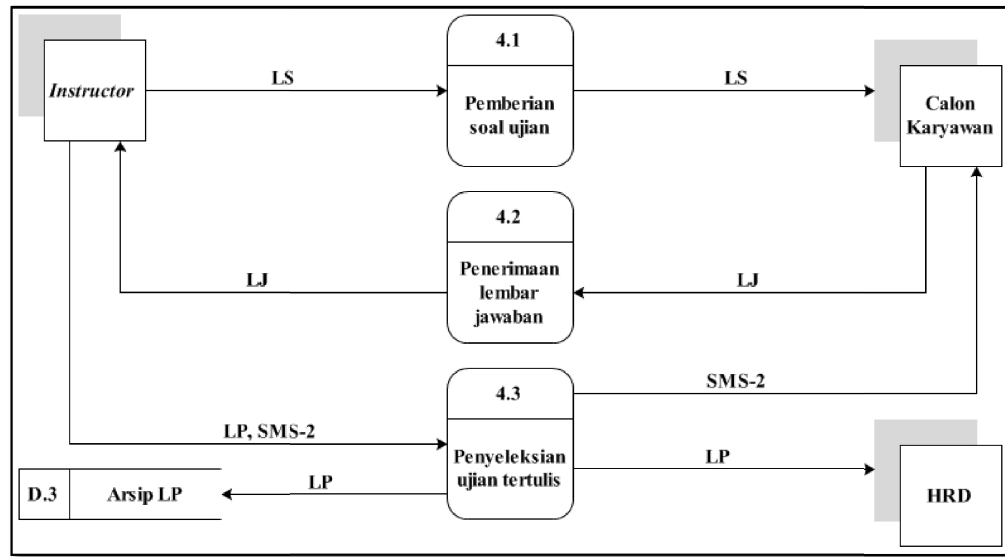 4.1
Instructor
LS
LS
Pemberian
soal ujian
Calon
Karyawan
4.2
LJ
Penerimaan
lembar
jawaban
LJ
4.3
SMS-2
LP, SMS-2
Penyeleksian
ujian tertulis
LP
D.3
Arsip LP
LP
HRD